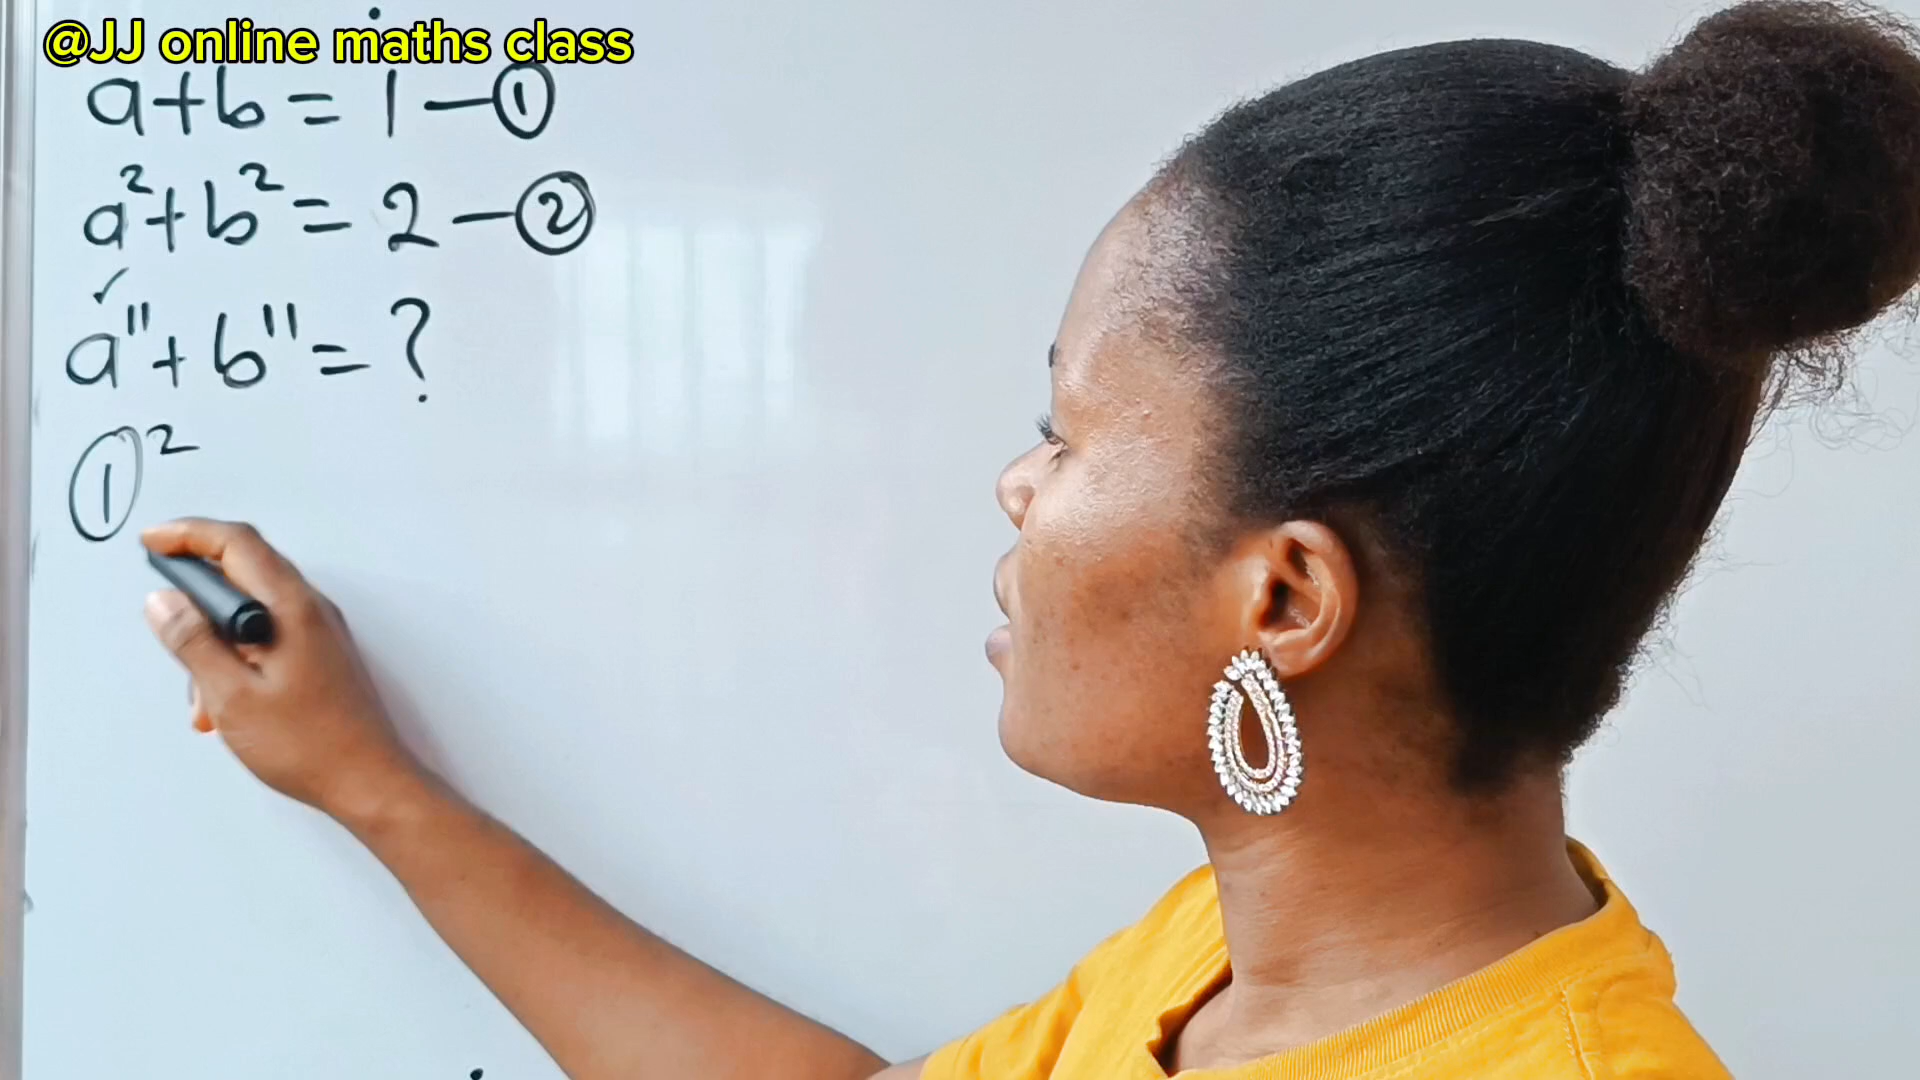 @JJ online maths class
a+b = 1 — ①
a²+b² = 2 — ②
✓
a¹¹+b¹¹ = ?
①²